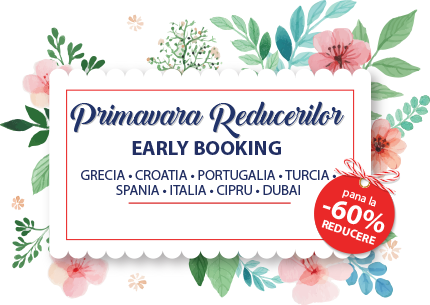 Primavara Reducerilor
EARLY BOOKING
GRECIA • CROATIA • PORTUGALIA • TURCIA •
SPANIA • ITALIA • CIPRU • DUBAI
pana la
-60%
REDUCERE